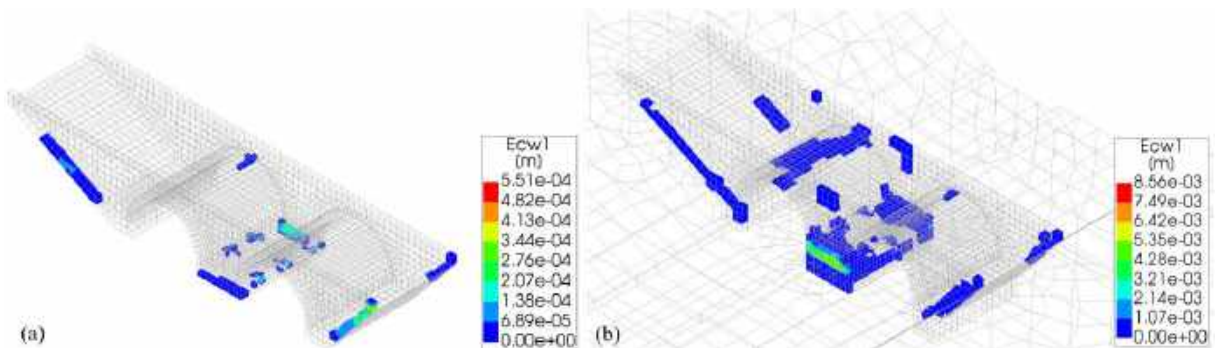 Ecw1
(m)
5.51e-04
4.82e-04
4.13e-04
3.44e-04
2.76e-04
2.07e-04
1.38e-04
6.89e-05
0.00e+00
(a)
Ecw1
(m)
8.56e-03
7.49e-03
6.42e-03
5.35e-03
4.28e-03
3.21e-03
2.14e-03
1.07e-03
0.00e+00
(b)